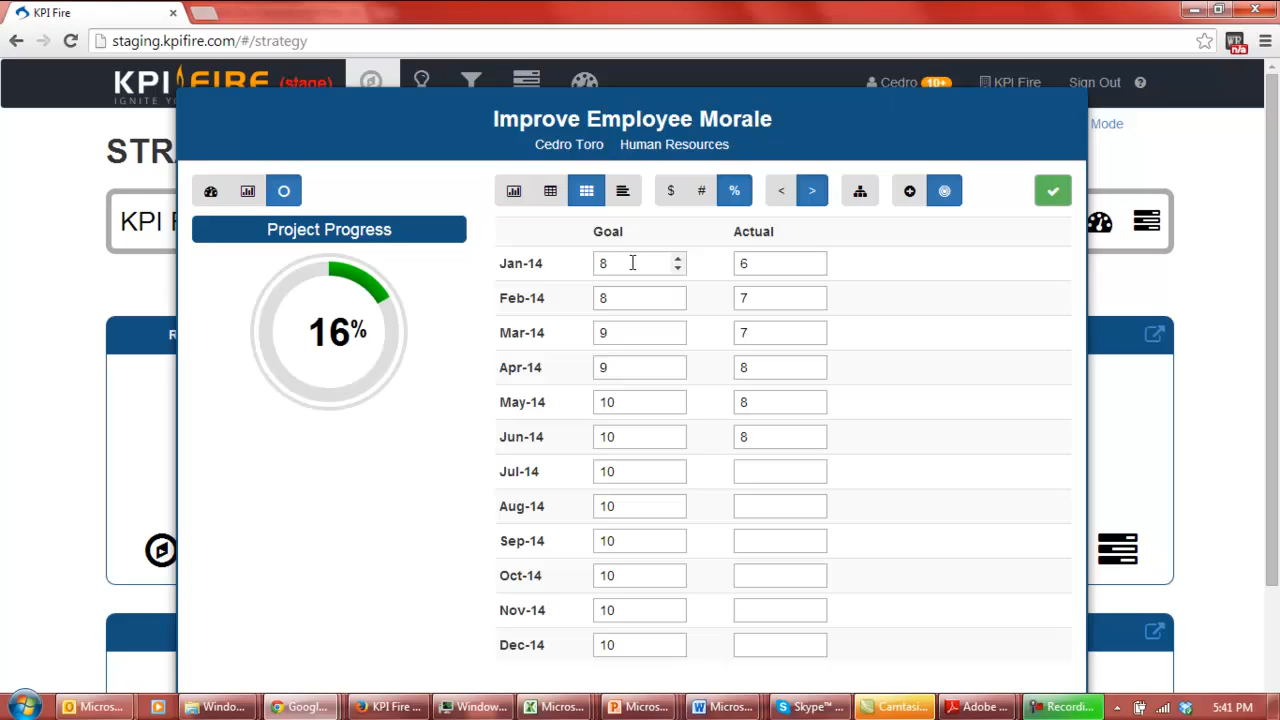 KPI Fire
staging.kpifire.com/#/strategy
WR
n/a
KPI FIRE (stage)
IGNITE YO
Cedro 10+ KPI Fire Sign Out
Improve Employee Morale
Cedro Toro Human Resources
Mode
STRA
$ # % < >
KPI F
Project Progress
16%
R
Goal Actual
Jan-14 8 6
Feb-14 8 7
Mar-14 9 7
Apr-14 9 8
May-14 10 8
Jun-14 10 8
Jul-14 10
Aug-14 10
Sep-14 10
Oct-14 10
Nov-14 10
Dec-14 10
Micros... Windo... Googl... KPI Fire ... Window... Micros... Micros... Micros... Skype™ ... Camtasi... Adobe ... Recordi... 5:41 PM